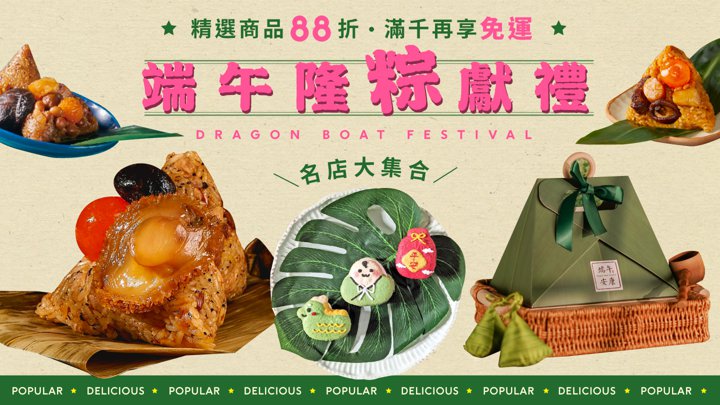 ★ 精選商品88折・滿千再享免運 ★
端午隆粽獻禮
DRAGON BOAT FESTIVAL
名店大集合
平安
端午
安康
POPULAR ★ DELICIOUS ★ POPULAR ★ DELICIOUS ★ POPULAR ★ DELICIOUS ★ POPULAR ★ DELICIOUS ★ POPULAR ★